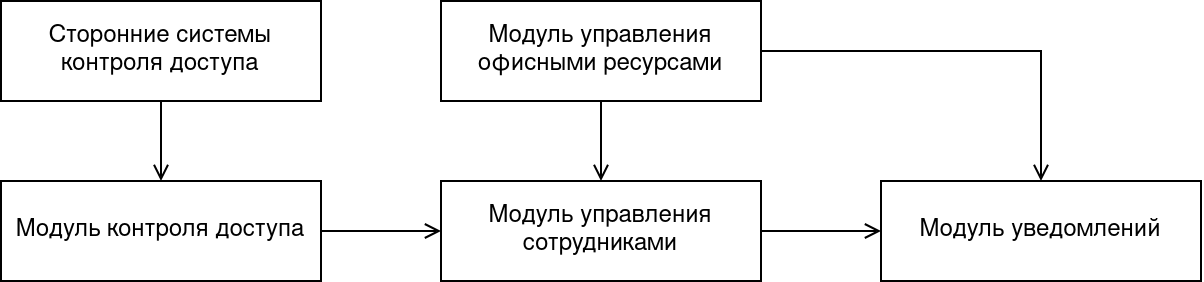 Сторонние системы
контроля доступа
Модуль управления
офисными ресурсами
Модуль контроля доступа
Модуль управления
сотрудниками
Модуль уведомлений